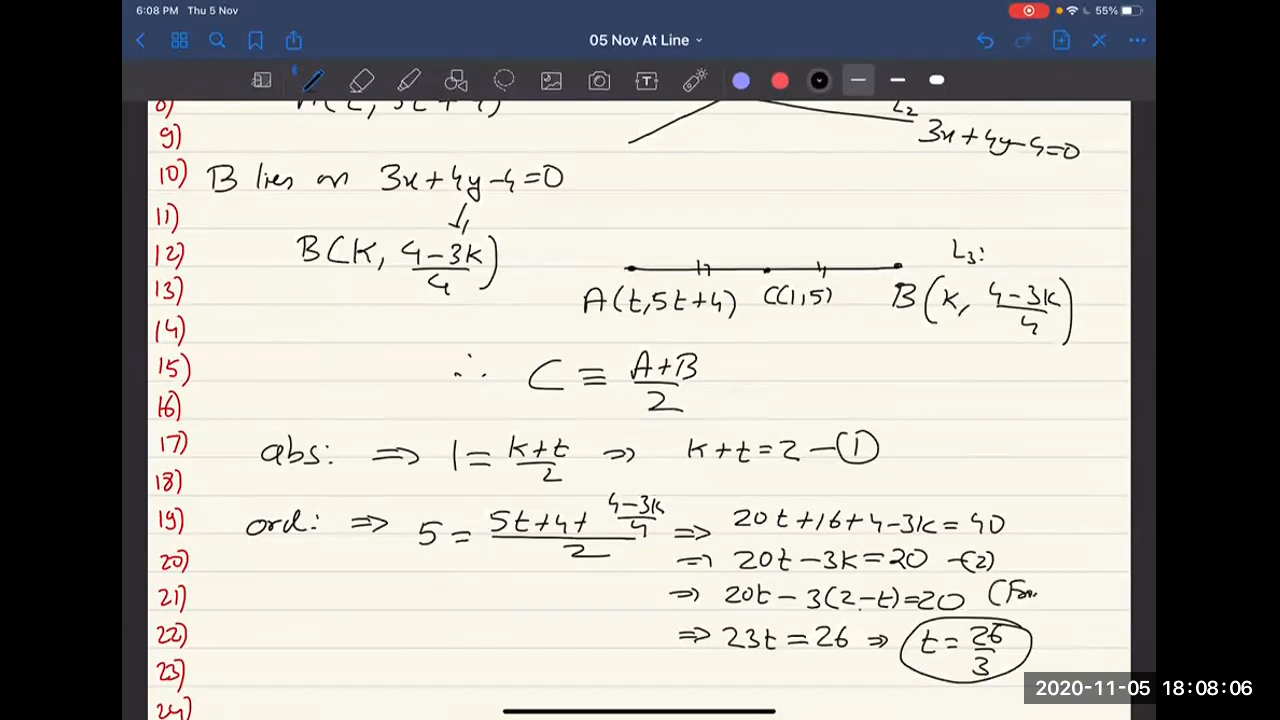 6:08 PM Thu 5 Nov
55%
05 Nov At Line
T
L2
9)
3x+4y-4=0
10) B lies on 3x+4y-4=0
11)
12) B(K, (4-3K)/4)
L3:
13) A(t,5t+4) C(1,5) B(k, (4-3k)/4)
14)
15) ∴ C ≡ (A+B)/2
16)
17) abs: ⇒ 1 = (k+t)/2 ⇒ k+t=2 -①
18)
19) ord: ⇒ 5 = (5t+4+(4-3k)/4)/2 ⇒ 20t+16+4-3k=40
20) ⇒ 20t-3k=20 -(2)
21) ⇒ 20t-3(2-t)=20
22) ⇒ 23t=26 ⇒ t=26/3
23)
24)
2020-11-05 18:08:06